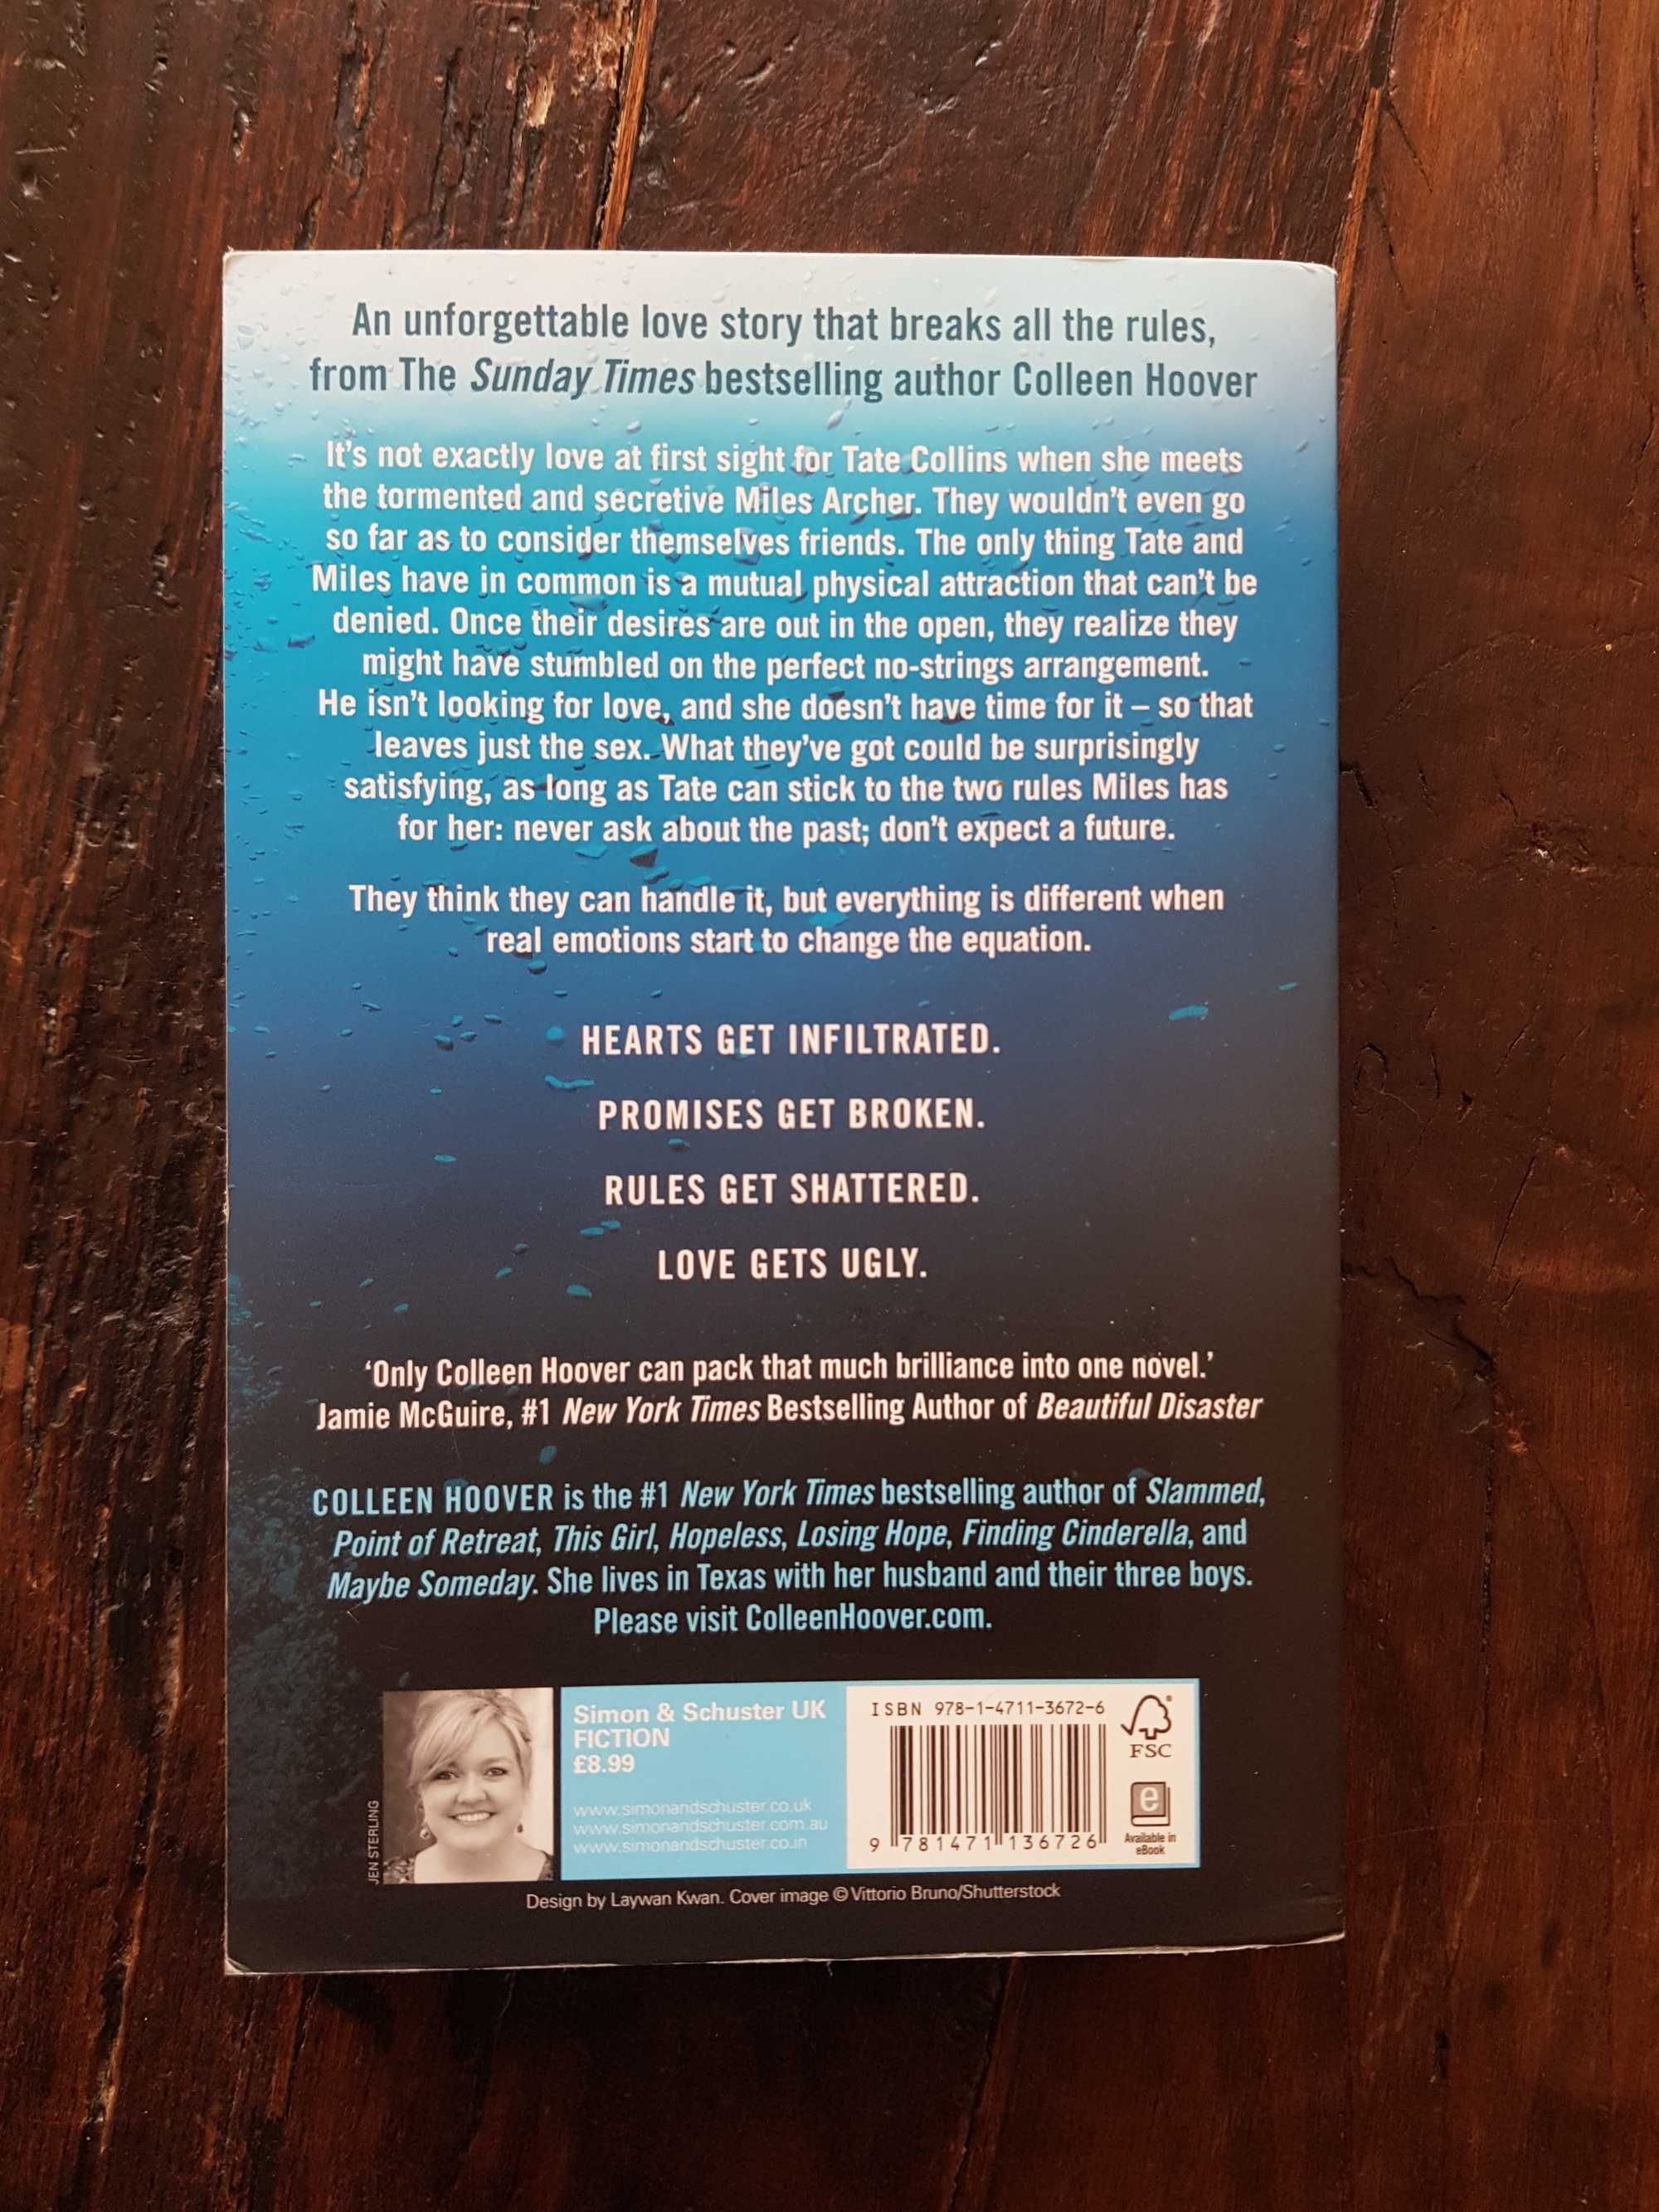 An unforgettable love story that breaks all the rules,
from The Sunday Times bestselling author Colleen Hoover
It's not exactly love at first sight for Tate Collins when she meets
the tormented and secretive Miles Archer. They wouldn't even go
so far as to consider themselves friends. The only thing Tate and
Miles have in common is a mutual physical attraction that can't be
denied. Once their desires are out in the open, they realize they
might have stumbled on the perfect no-strings arrangement.
He isn't looking for love, and she doesn't have time for it – so that
leaves just the sex. What they've got could be surprisingly
satisfying, as long as Tate can stick to the two rules Miles has
for her: never ask about the past; don't expect a future.
They think they can handle it, but everything is different when
real emotions start to change the equation.
HEARTS GET INFILTRATED.
PROMISES GET BROKEN.
RULES GET SHATTERED.
LOVE GETS UGLY.
‘Only Colleen Hoover can pack that much brilliance into one novel.’
Jamie McGuire, #1 New York Times Bestselling Author of Beautiful Disaster
COLLEEN HOOVER is the #1 New York Times bestselling author of Slammed,
Point of Retreat, This Girl, Hopeless, Losing Hope, Finding Cinderella, and
Maybe Someday. She lives in Texas with her husband and their three boys.
Please visit ColleenHoover.com.
JEN STERLING
Simon & Schuster UK
FICTION
£8.99
www.simonandschuster.co.uk
www.simonandschuster.com.au
www.simonandschuster.co.in
ISBN 978-1-4711-3672-6
9 781471 136726
FSC
e
Available in
eBook
Design by Laywan Kwan. Cover image © Vittorio Bruno/Shutterstock